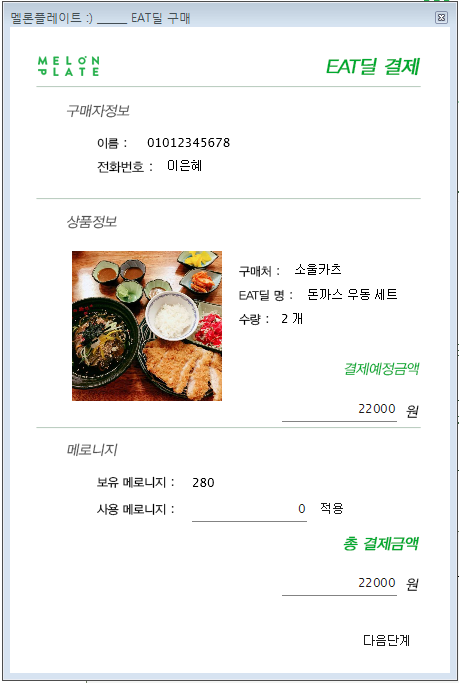 멜론플레이트 :) _____ EAT딜 구매
MELON
PLATE
EAT딜 결제
구매자정보
이름 : 01012345678
전화번호 : 이은혜
상품정보
구매처 : 소울카츠
EAT딜 명 : 돈까스 우동 세트
수량 : 2 개
결제예정금액
22000 원
메로니지
보유 메로니지 : 280
사용 메로니지 : 0 적용
총 결제금액
22000 원
다음단계